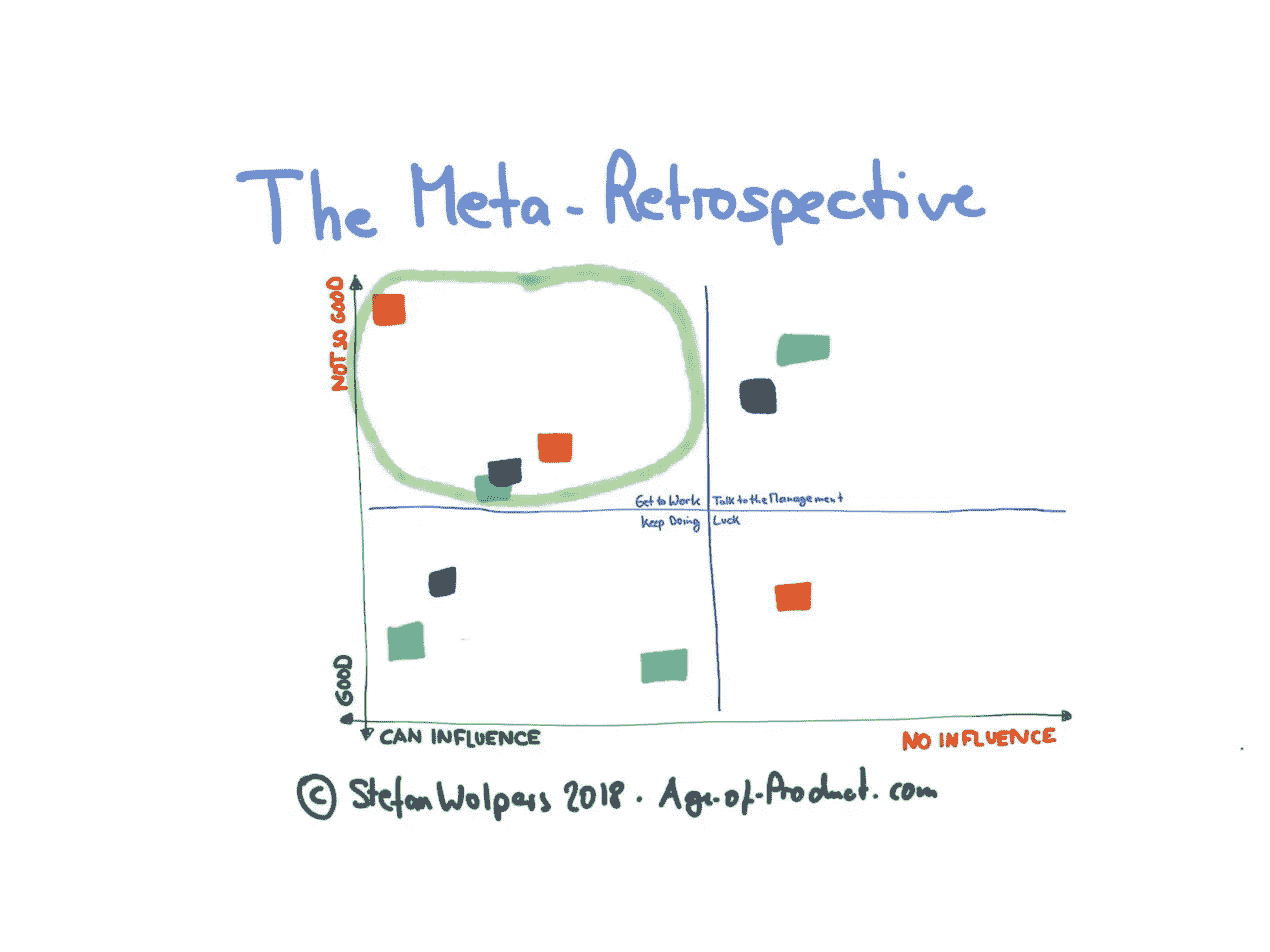 The Meta-Retrospective
NOT SO GOOD
Get to Work
Talk to the Management
Keep Doing
Luck
GOOD
CAN INFLUENCE
NO INFLUENCE
© Stefan Wolpers 2018 · Age-of-Product.com